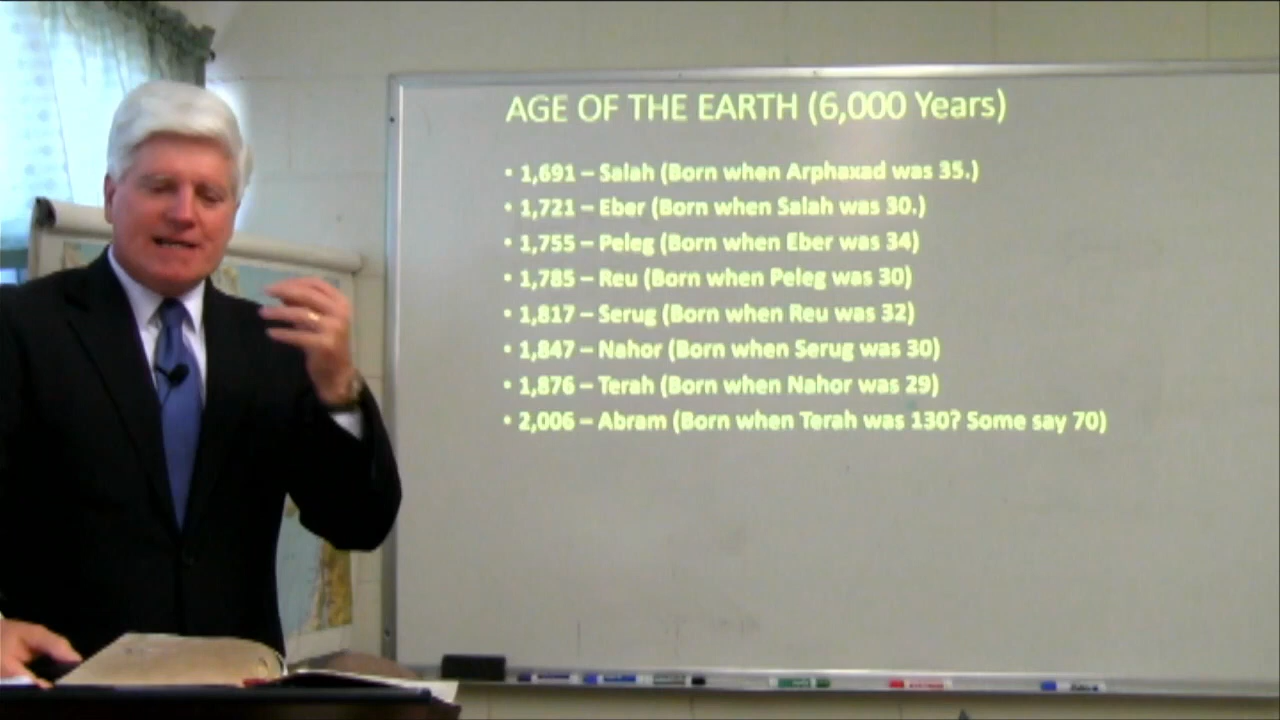 AGE OF THE EARTH (6,000 Years)
• 1,691 – Salah (Born when Arphaxad was 35.)
• 1,721 – Eber (Born when Salah was 30.)
• 1,755 – Peleg (Born when Eber was 34)
• 1,785 – Reu (Born when Peleg was 30)
• 1,817 – Serug (Born when Reu was 32)
• 1,847 – Nahor (Born when Serug was 30)
• 1,876 – Terah (Born when Nahor was 29)
• 2,006 – Abram (Born when Terah was 130? Some say 70)